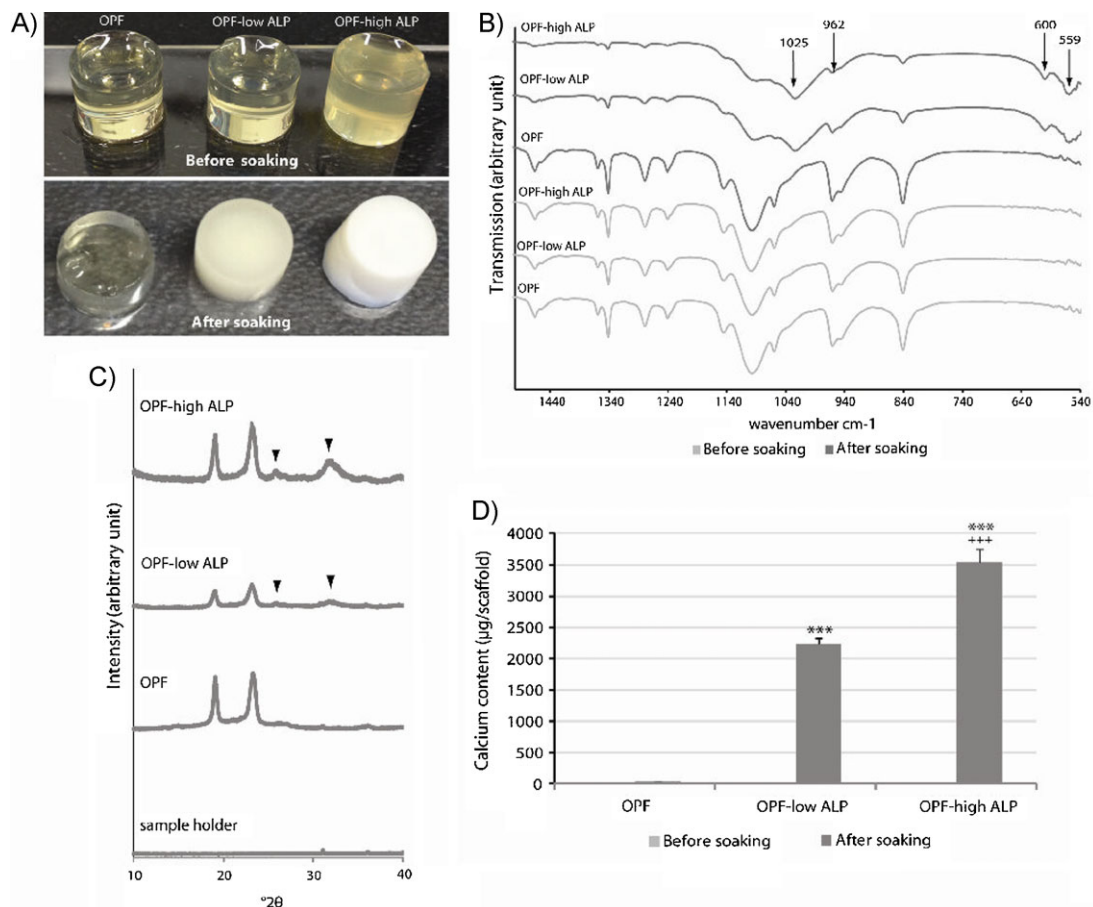 A)
OPF OPF-low ALP OPF-high ALP
Before soaking
After soaking
B)
Transmission (arbitrary unit)
OPF-high ALP
OPF-low ALP
OPF
OPF-high ALP
OPF-low ALP
OPF
1025
962
600
559
1440 1340 1240 1140 1040 940 840 740 640 540
wavenumber cm-1
Before soaking After soaking
C)
Intensity (arbitrary unit)
OPF-high ALP
OPF-low ALP
OPF
sample holder
10 20 30 40
°2θ
D)
Calcium content (µg/scaffold)
4000
3500
3000
2500
2000
1500
1000
500
0
***
***
+++
OPF OPF-low ALP OPF-high ALP
Before soaking After soaking